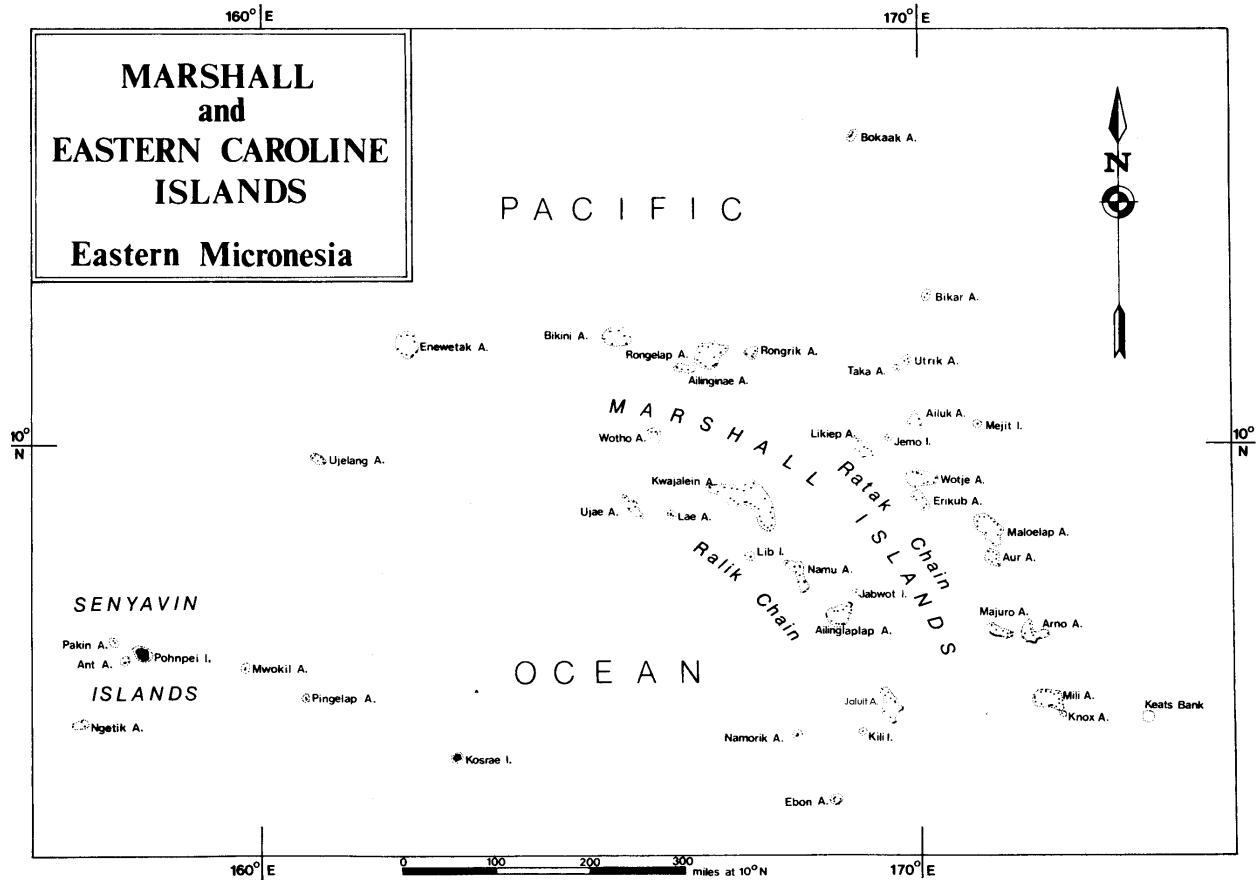 160° E
170° E
MARSHALL
and
EASTERN CAROLINE
ISLANDS
Eastern Micronesia
Bokaak A.
N
PACIFIC
Bikar A.
Enewetak A.
Bikini A.
Rongelap A.
Rongrik A.
Ailinginae A.
Taka A.
Utrik A.
MARSHALL
Ailuk A.
Mejit I.
Likiep A.
Jemo I.
Wotho A.
10°
N
10°
N
Ujelang A.
Ratak Chain
Kwajalein A.
Wotje A.
Erikub A.
Ujae A.
Lae A.
ISLANDS
Maloelap A.
Aur A.
Ralik Chain
Lib I.
Namu A.
Jabwot I.
Ailinglaplap A.
Majuro A.
Arno A.
SENYAVIN
Pakin A.
Ant A.
Pohnpei I.
Mwokil A.
ISLANDS
Pingelap A.
Ngetik A.
OCEAN
Jaluit A.
Mili A.
Knox A.
Keats Bank
Namorik A.
Kili I.
Kosrae I.
Ebon A.
160° E
0 100 200 300
miles at 10° N
170° E